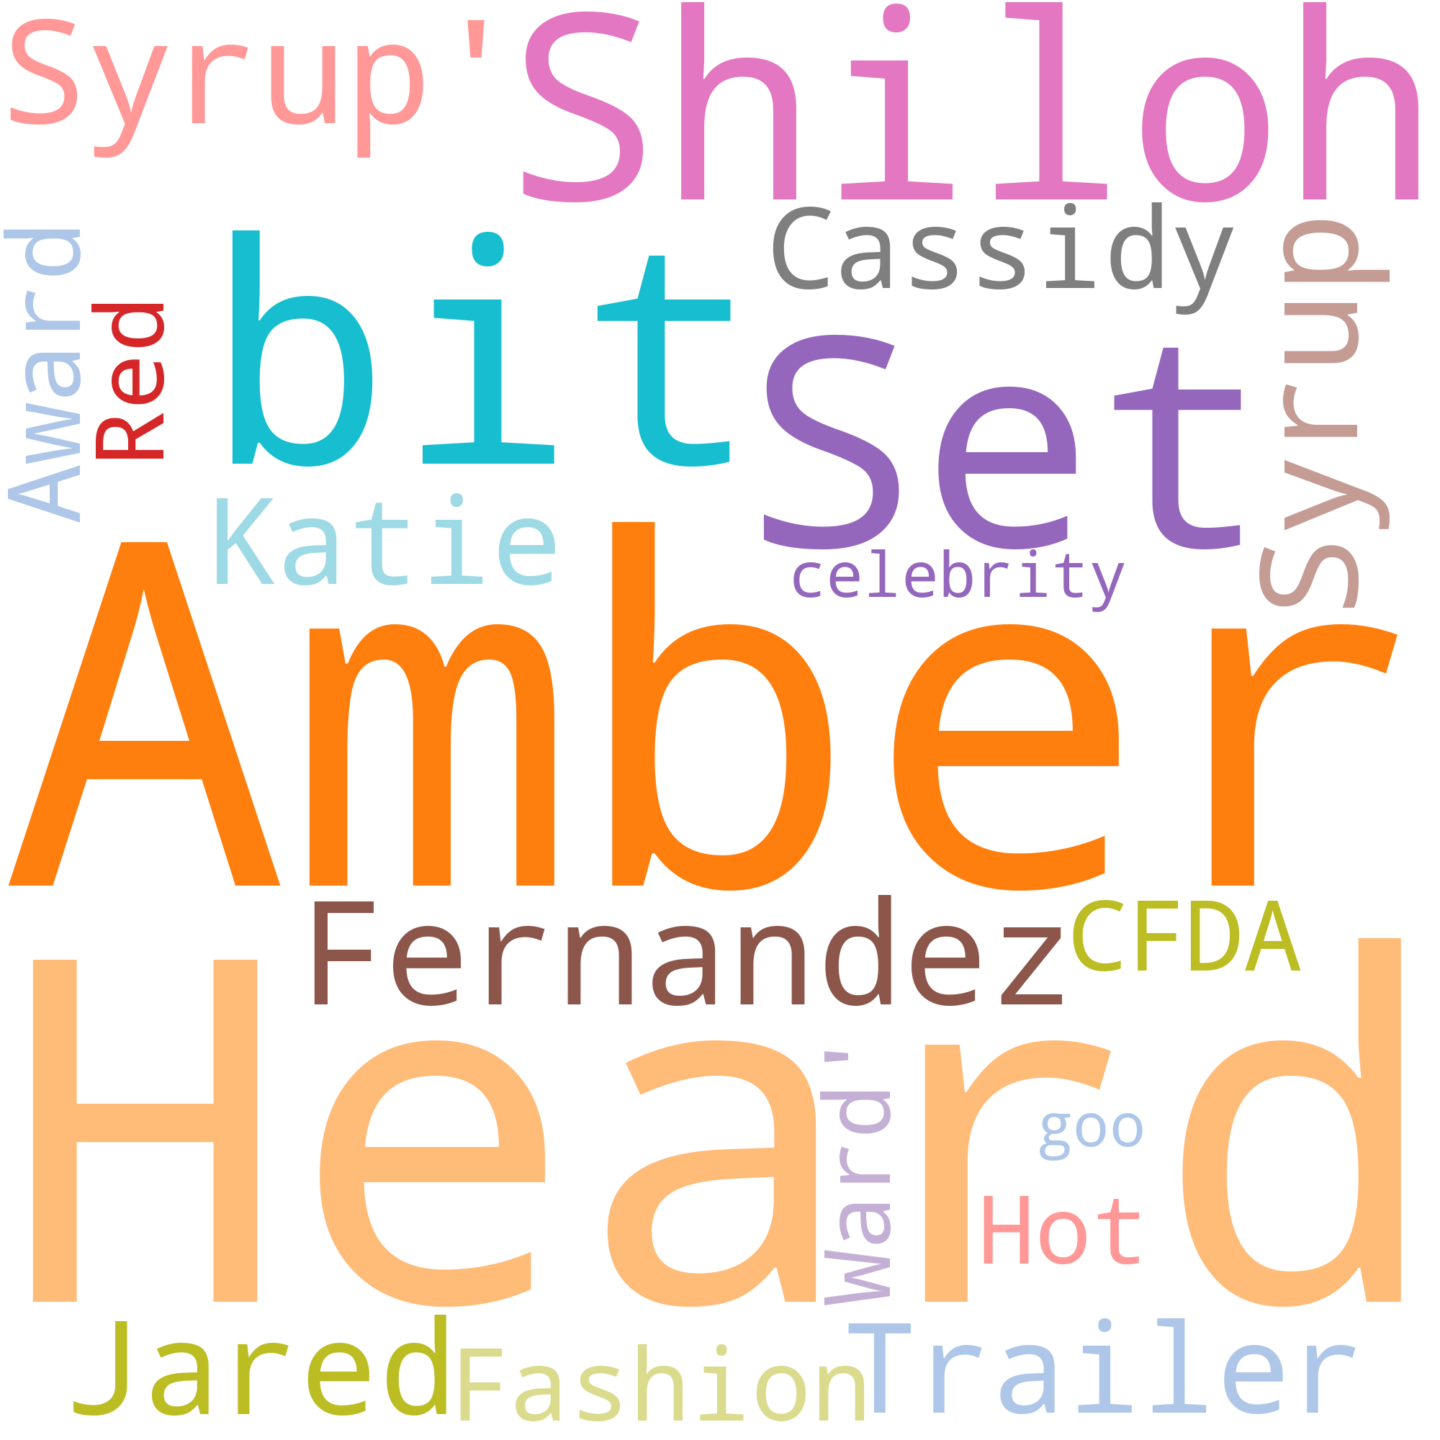 Syrup'
Shiloh
Cassidy
Award
Red
bit
Set
Syrup
Katie
celebrity
Amber
Fernandez
CFDA
Heard
Ward'
goo
Hot
Jared
Fashion
Trailer